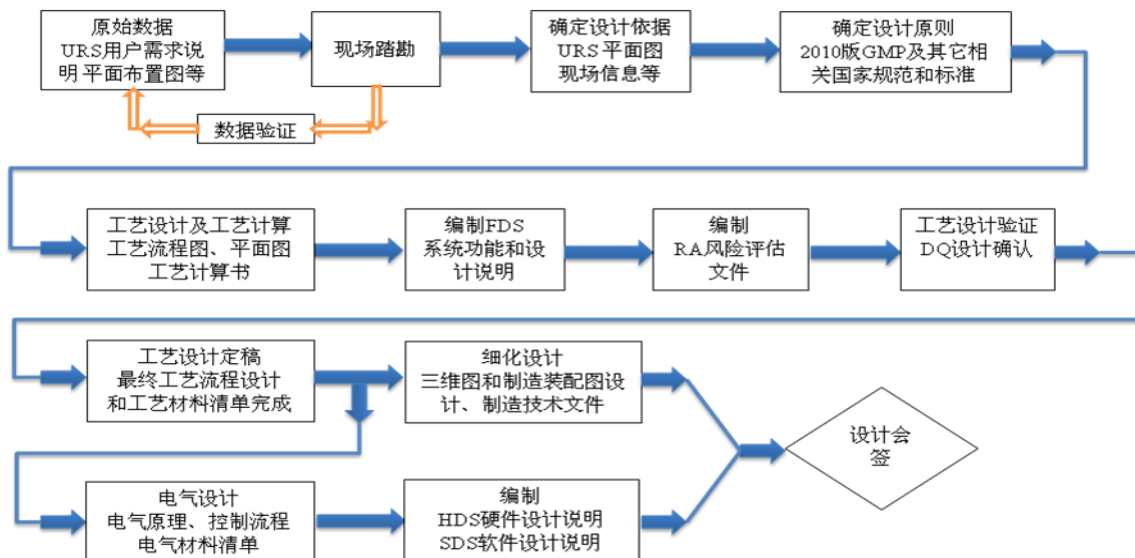 原始数据
URS用户需求说
明 平面布置图等
现场踏勘
确定设计依据
URS 平面图
现场信息等
确定设计原则
2010版GMP及其它相
关国家规范和标准
数据验证
工艺设计及工艺计算
工艺流程图、平面图
工艺计算书
编制FDS
系统功能和设
计说明
编制
RA风险评估
文件
工艺设计验证
DQ设计确认
工艺设计定稿
最终工艺流程设计
和工艺材料清单完成
细化设计
三维图和制造装配图设
计、制造技术文件
设计会
签
电气设计
电气原理、控制流程
电气材料清单
编制
HDS硬件设计说明
SDS软件设计说明